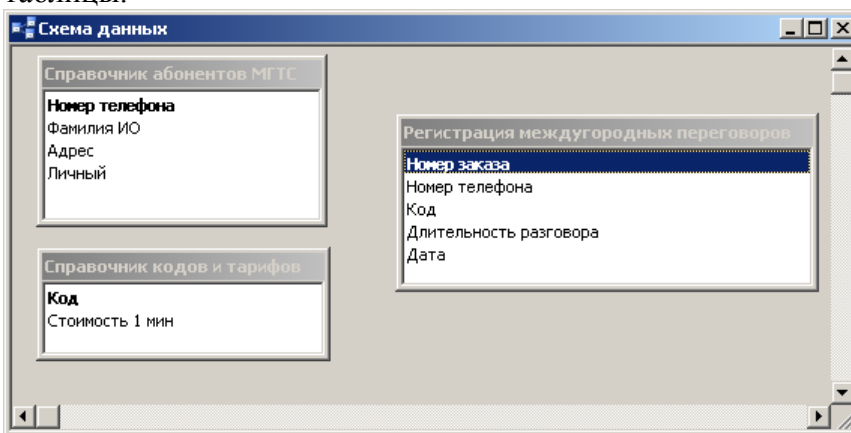 таблицы.
Схема данных
Справочник абонентов МГТС
Номер телефона
Фамилия ИО
Адрес
Личный
Регистрация междугородных переговоров
Номер заказа
Номер телефона
Код
Длительность разговора
Дата
Справочник кодов и тарифов
Код
Стоимость 1 мин